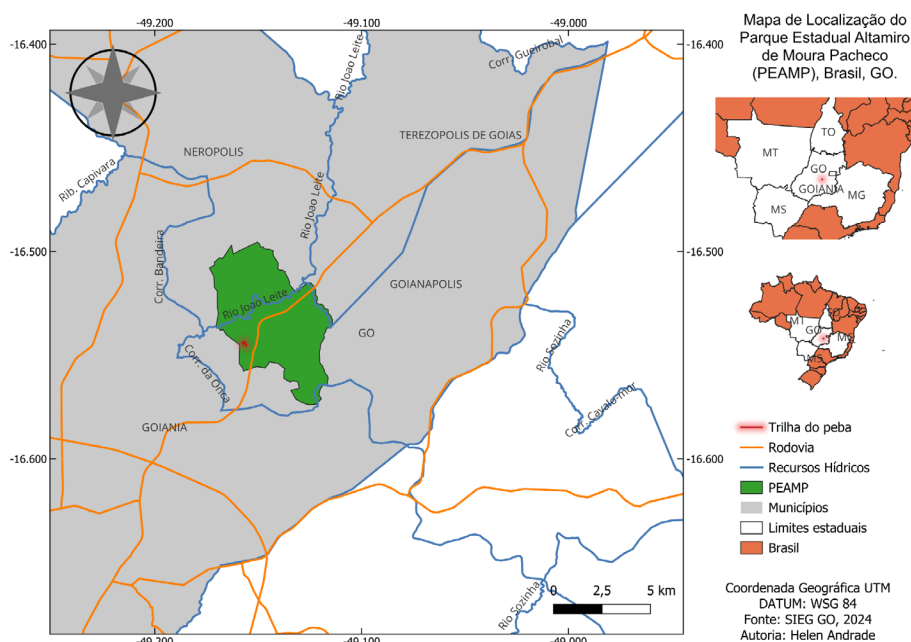 -49.200
-49.100
-49.000
-16.400
-16.400
Corr. Gueirobal
Rio Joao Leite
TEREZOPOLIS DE GOIAS
NEROPOLIS
Rib. Capivara
Rio Joao Leite
-16.500
-16.500
Corr. Bandeira
GOIANAPOLIS
Rio Joao Leite
GO
Rio Sozinha
Corr. da Onca
Corr. Cavalo-mor
GOIANIA
-16.600
-16.600
Rio Sozinha
0
2,5
5 km
-49.200
-49.100
-49.000
Mapa de Localização do
Parque Estadual Altamiro
de Moura Pacheco
(PEAMP), Brasil, GO.
TO
MT
GO
GOIANIA
MG
MS
MT
TO
GO
MG
MS
Trilha do peba
Rodovia
Recursos Hídricos
PEAMP
Municípios
Limites estaduais
Brasil
Coordenada Geográfica UTM
DATUM: WSG 84
Fonte: SIEG GO, 2024
Autoria: Helen Andrade